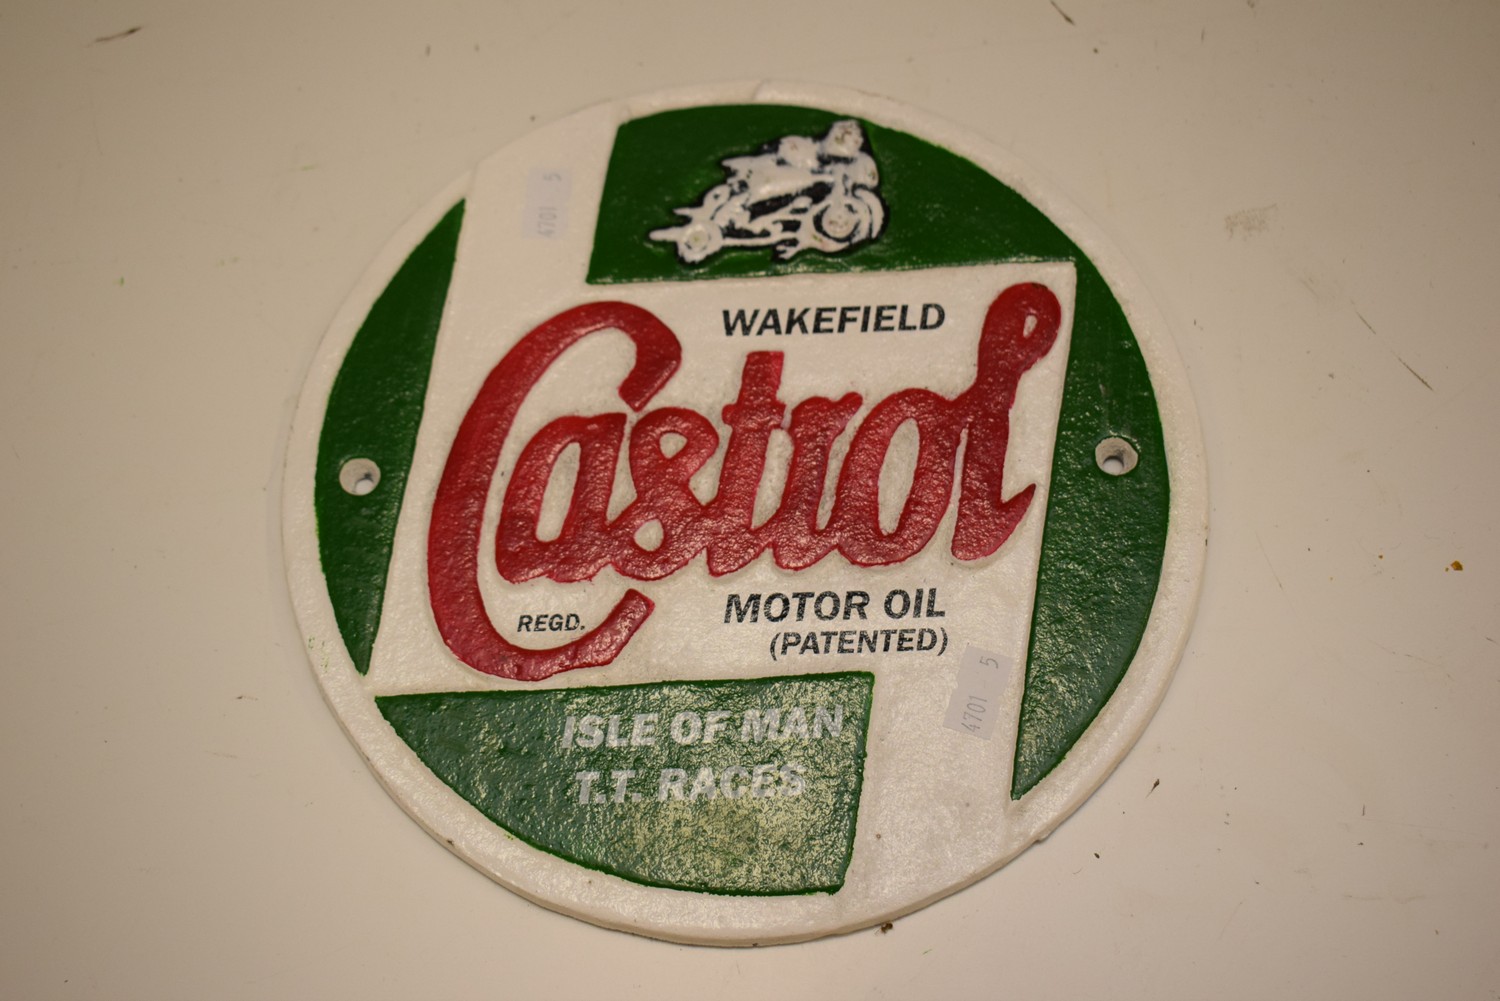 4701 5
WAKEFIELD
Castrol
REGD.
MOTOR OIL
(PATENTED)
4701 5
ISLE OF MAN
T.T. RACES